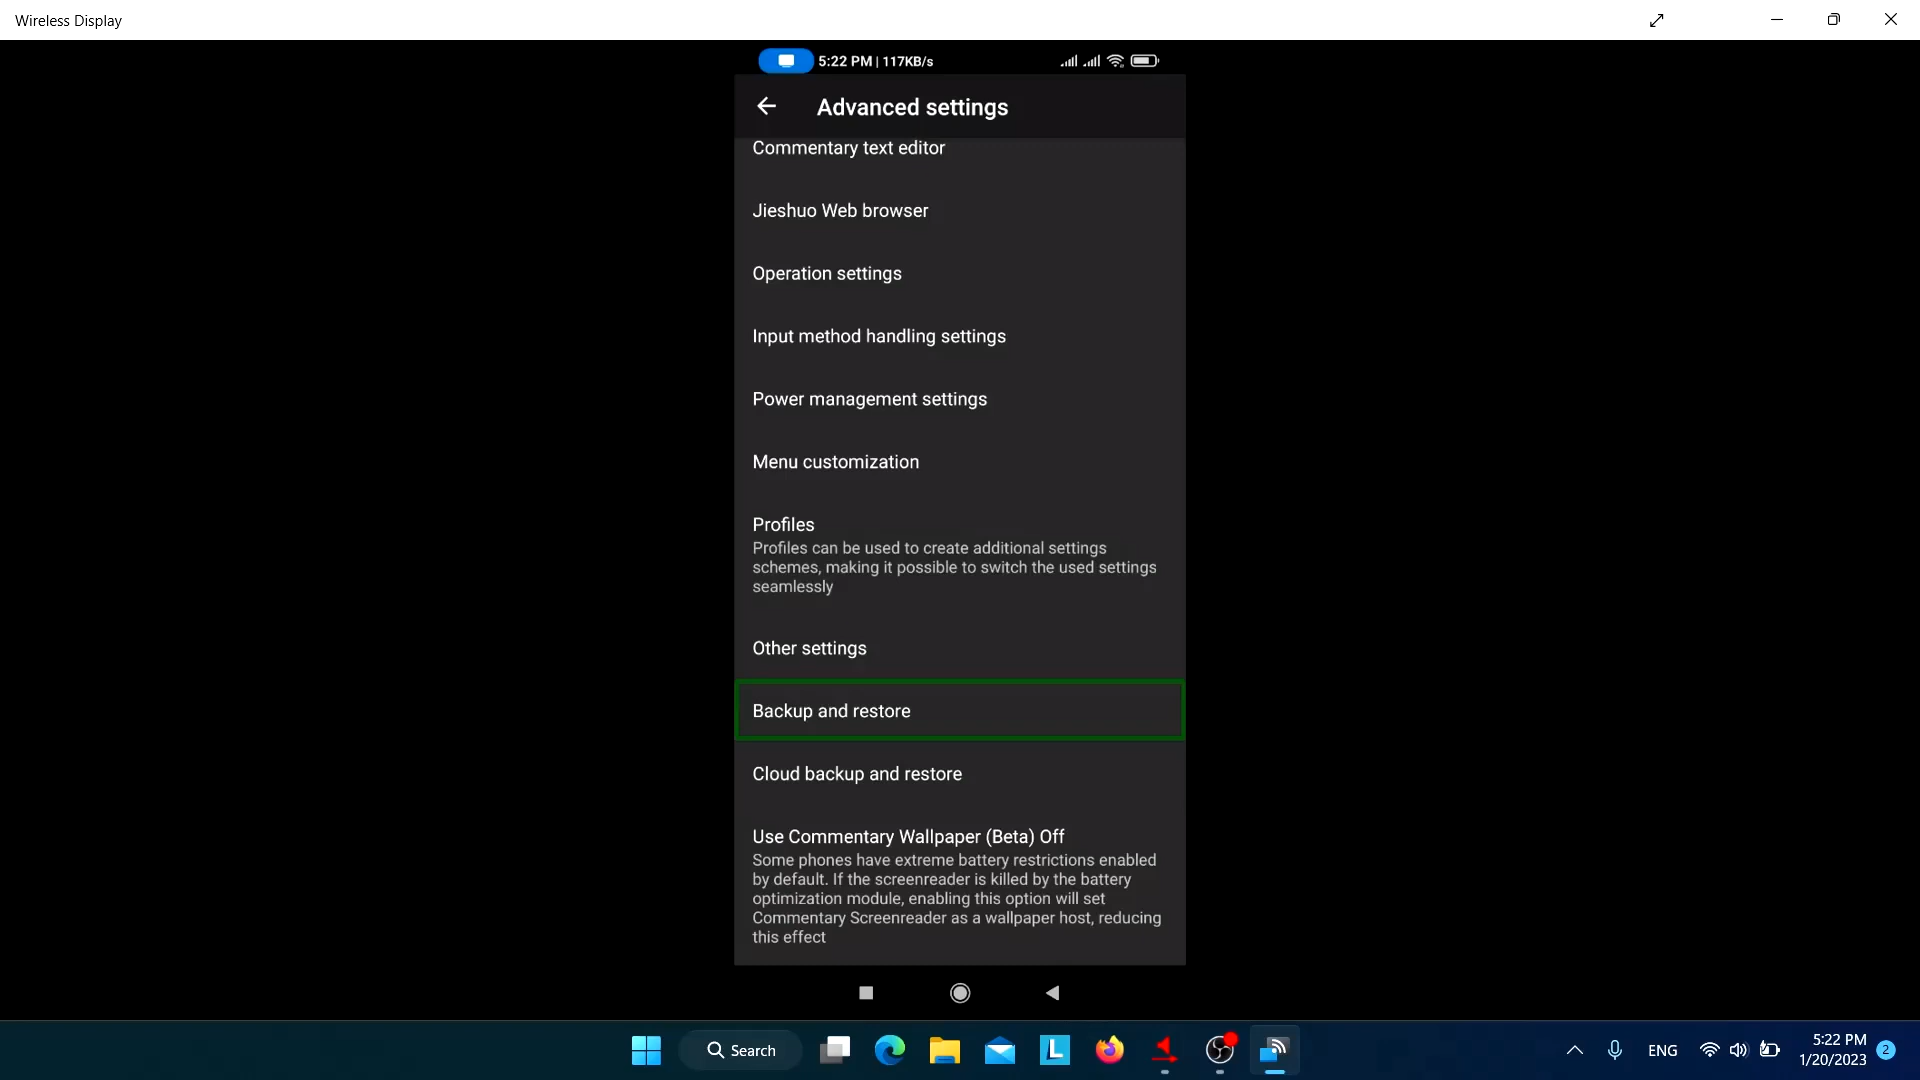 Wireless Display
5:22 PM | 117KB/s
Advanced settings
Commentary text editor
Jieshuo Web browser
Operation settings
Input method handling settings
Power management settings
Menu customization
Profiles
Profiles can be used to create additional settings
schemes, making it possible to switch the used settings
seamlessly
Other settings
Backup and restore
Cloud backup and restore
Use Commentary Wallpaper (Beta) Off
Some phones have extreme battery restrictions enabled
by default. If the screenreader is killed by the battery
optimization module, enabling this option will set
Commentary Screenreader as a wallpaper host, reducing
this effect
Search
L
ENG
5:22 PM
1/20/2023
2